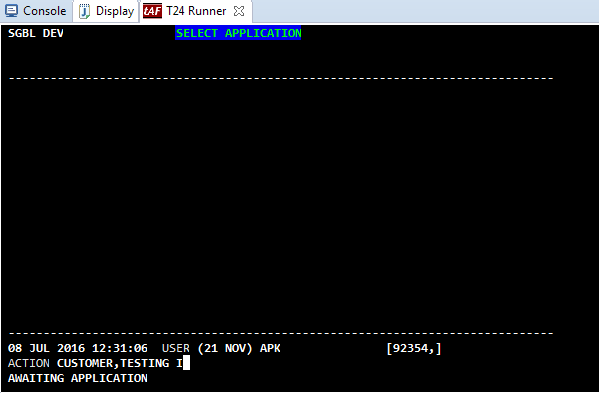 Console Display tAF T24 Runner
SGBL DEV SELECT APPLICATION
------------------------------------------------------------------------------
------------------------------------------------------------------------------
08 JUL 2016 12:31:06 USER (21 NOV) APK [92354,]
ACTION CUSTOMER,TESTING I
AWAITING APPLICATION